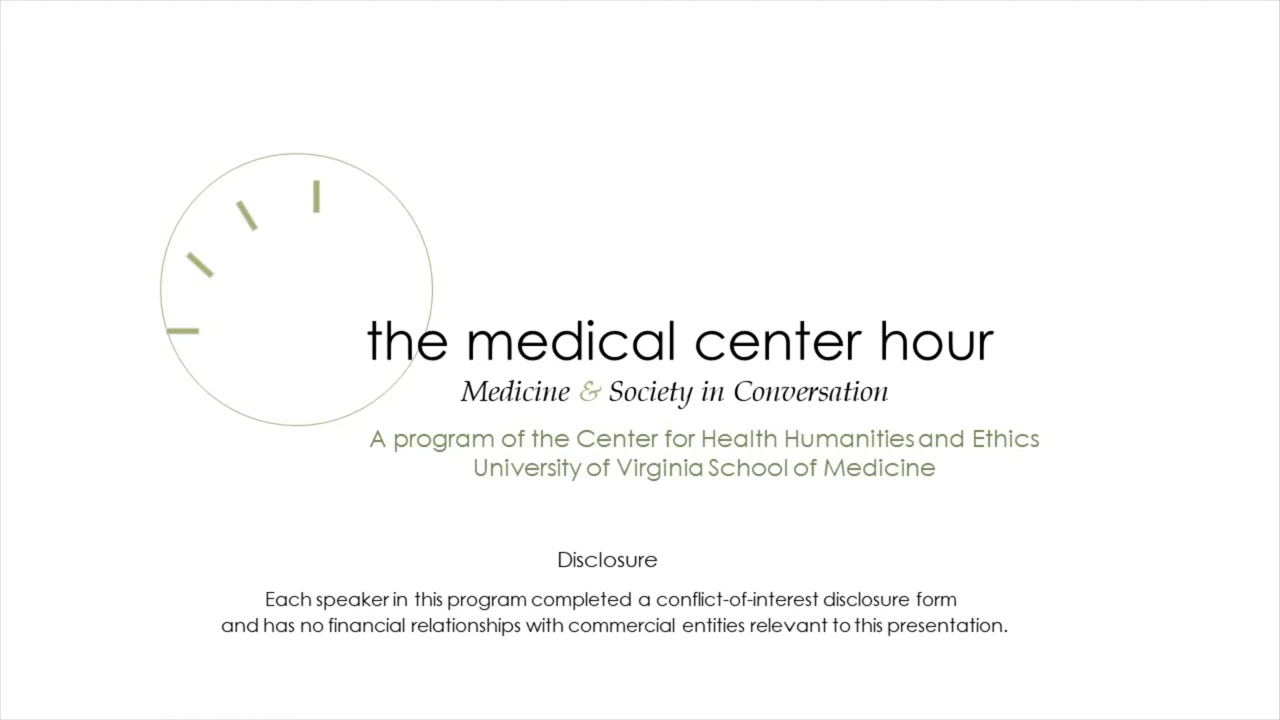 the medical center hour
Medicine & Society in Conversation
A program of the Center for Health Humanities and Ethics
University of Virginia School of Medicine
Disclosure
Each speaker in this program completed a conflict-of-interest disclosure form
and has no financial relationships with commercial entities relevant to this presentation.